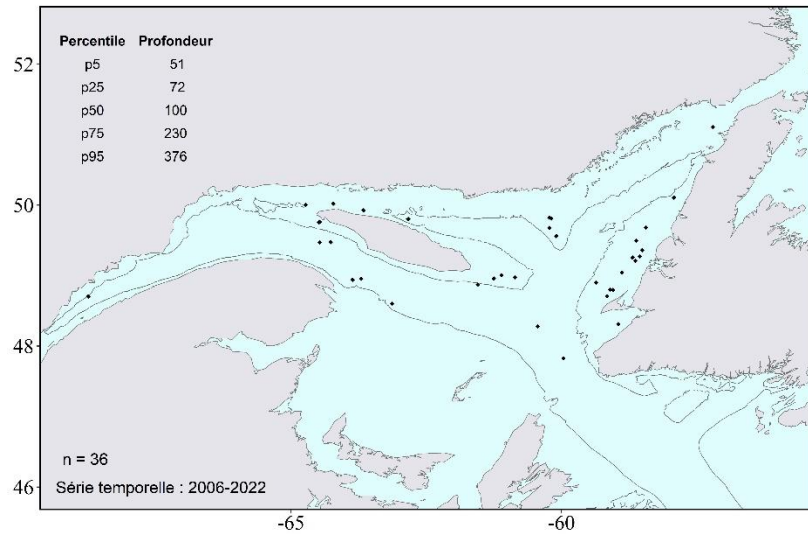 Percentile Profondeur
p5 51
p25 72
p50 100
p75 230
p95 376
52
50
48
46
n = 36
Série temporelle : 2006-2022
-65 -60